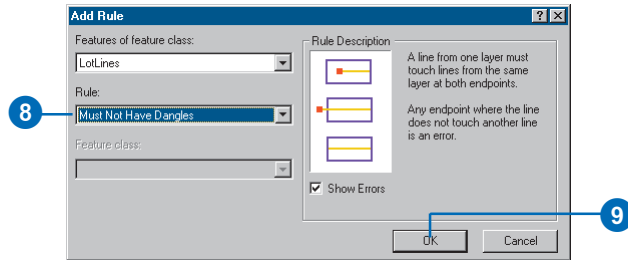 Add Rule
Features of feature class:
LotLines
Rule:
8
Must Not Have Dangles
Feature class:
Rule Description
A line from one layer must
touch lines from the same
layer at both endpoints.
Any endpoint where the line
does not touch another line
is an error.
Show Errors
9
OK
Cancel